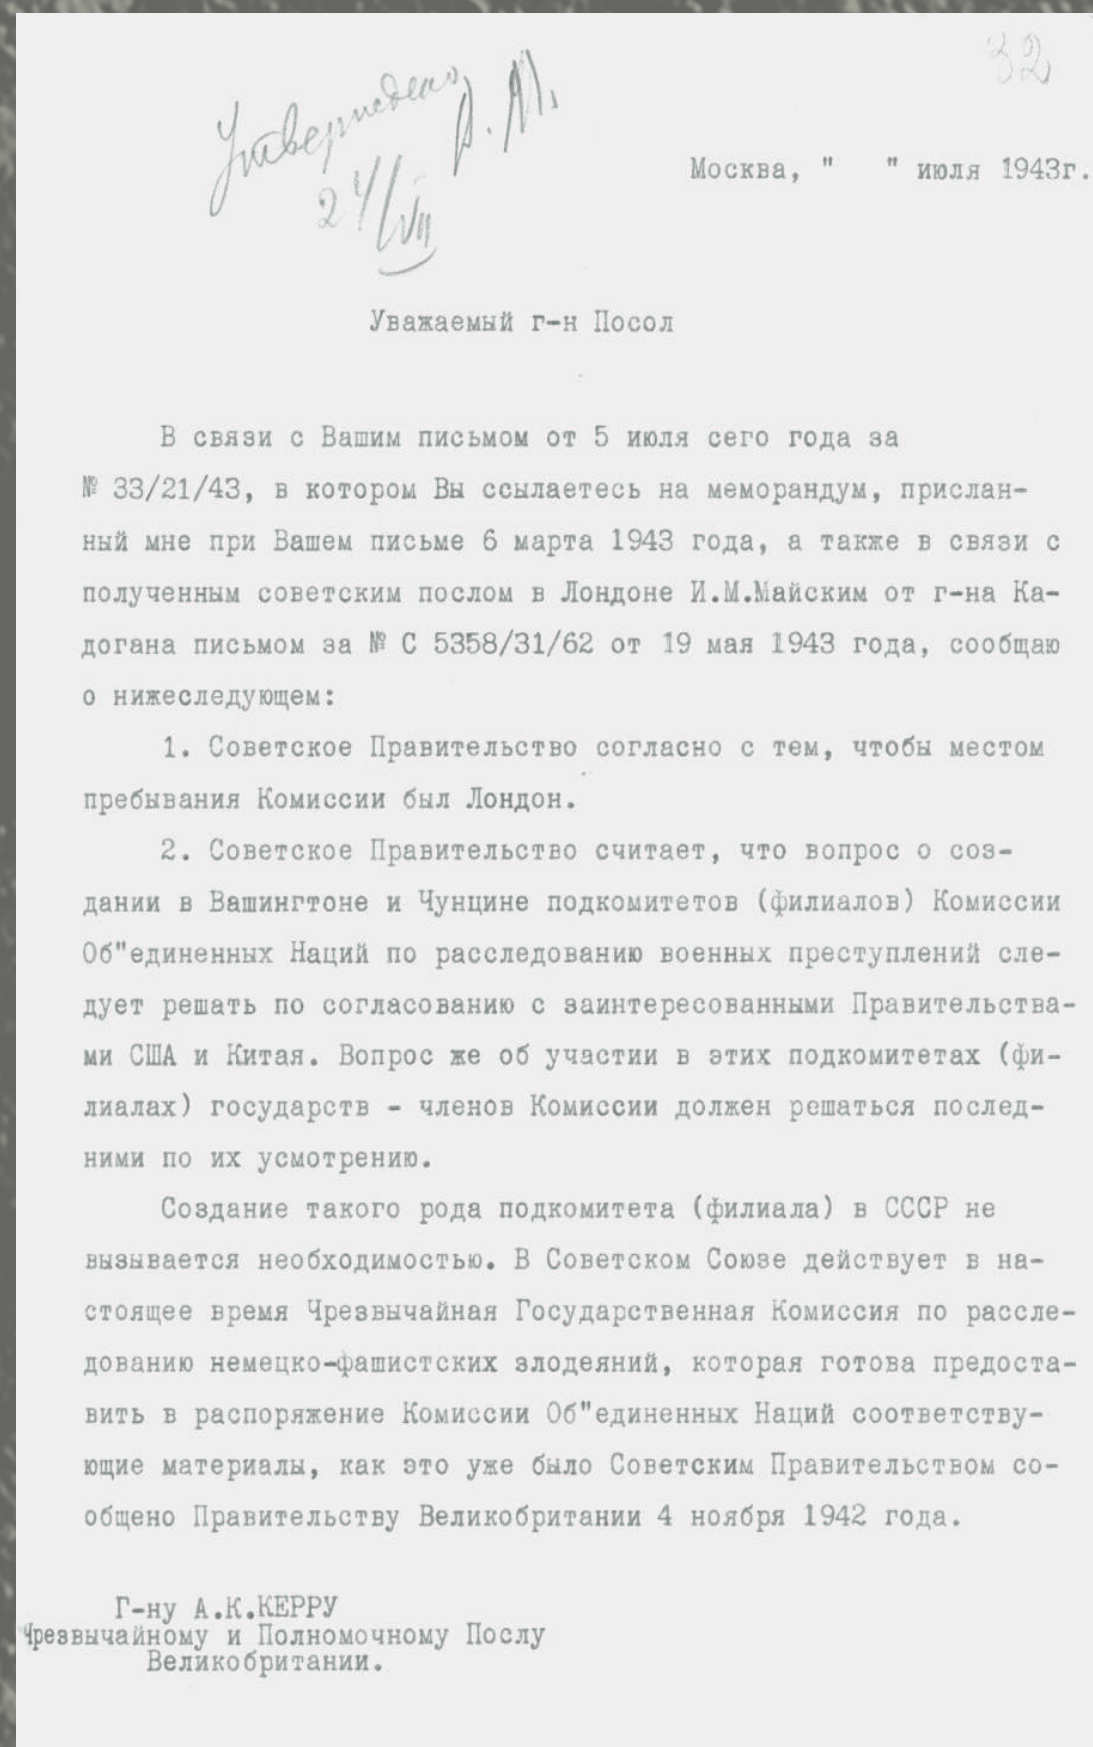 32
Утверждено
24/VII
Москва, "   " июля 1943г.
Уважаемый г-н Посол
В связи с Вашим письмом от 5 июля сего года за
№ 33/21/43, в котором Вы ссылаетесь на меморандум, прислан-
ный мне при Вашем письме 6 марта 1943 года, а также в связи с
полученным советским послом в Лондоне И.М.Майским от г-на Ка-
догана письмом за № С 5358/31/62 от 19 мая 1943 года, сообщаю
о нижеследующем:
1. Советское Правительство согласно с тем, чтобы местом
пребывания Комиссии был Лондон.
2. Советское Правительство считает, что вопрос о соз-
дании в Вашингтоне и Чунцине подкомитетов (филиалов) Комиссии
Об"единенных Наций по расследованию военных преступлений сле-
дует решать по согласованию с заинтересованными Правительства-
ми США и Китая. Вопрос же об участии в этих подкомитетах (фи-
лиалах) государств - членов Комиссии должен решаться послед-
ними по их усмотрению.
Создание такого рода подкомитета (филиала) в СССР не
вызывается необходимостью. В Советском Союзе действует в на-
стоящее время Чрезвычайная Государственная Комиссия по рассле-
дованию немецко-фашистских злодеяний, которая готова предоста-
вить в распоряжение Комиссии Об"единенных Наций соответству-
ющие материалы, как это уже было Советским Правительством со-
общено Правительству Великобритании 4 ноября 1942 года.
Г-ну А.К.КЕРРУ
Чрезвычайному и Полномочному Послу
Великобритании.